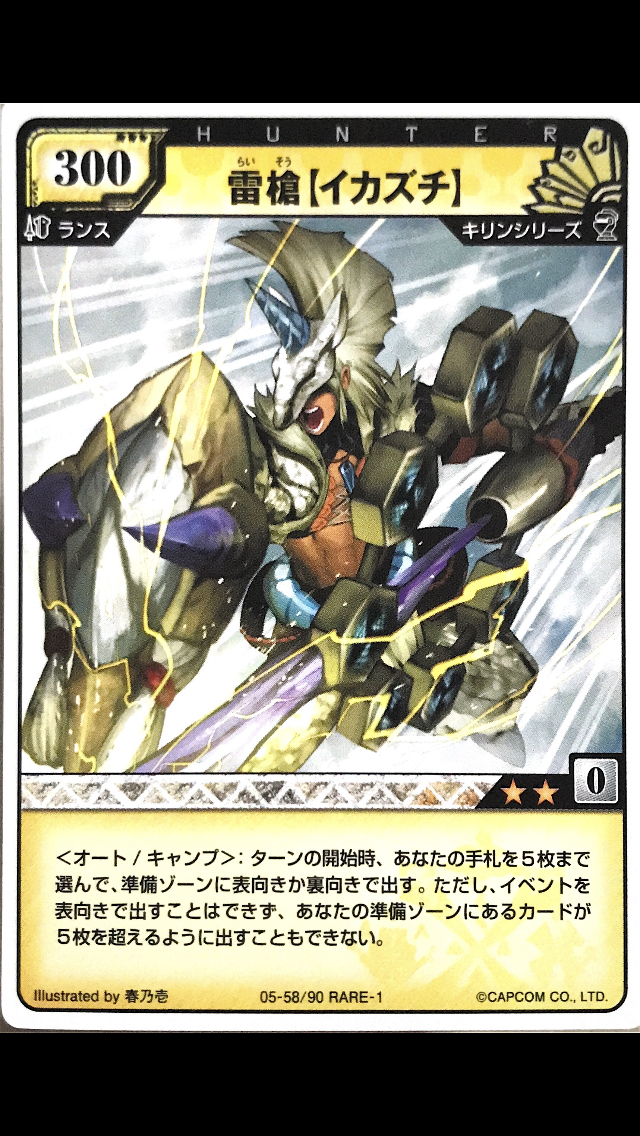 HUNTER
300
らい そう
雷槍【イカズチ】
ランス
キリンシリーズ
0
<オート / キャンプ>: ターンの開始時、あなたの手札を5枚まで
選んで、準備ゾーンに表向きか裏向きで出す。ただし、イベントを
表向きで出すことはできず、あなたの準備ゾーンにあるカードが
5枚を超えるように出すこともできない。
Illustrated by 春乃壱
05-58/90 RARE-1
©CAPCOM CO., LTD.